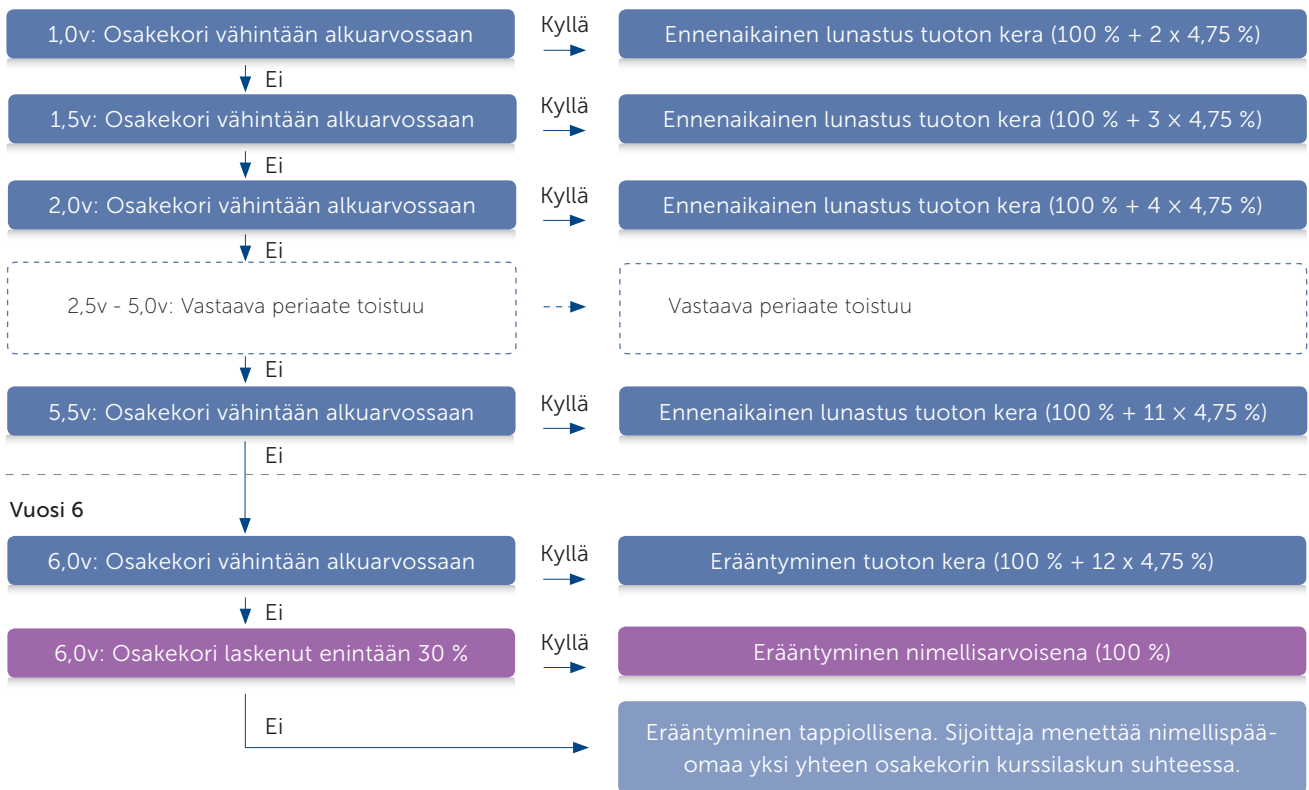 1,0v: Osakekori vähintään alkuarvossaan
Kyllä
Ennenaikainen lunastus tuoton kera (100 % + 2 x 4,75 %)
Ei
1,5v: Osakekori vähintään alkuarvossaan
Kyllä
Ennenaikainen lunastus tuoton kera (100 % + 3 × 4,75 %)
Ei
2,0v: Osakekori vähintään alkuarvossaan
Kyllä
Ennenaikainen lunastus tuoton kera (100 % + 4 × 4,75 %)
Ei
2,5v - 5,0v: Vastaava periaate toistuu
Vastaava periaate toistuu
Ei
5,5v: Osakekori vähintään alkuarvossaan
Kyllä
Ennenaikainen lunastus tuoton kera (100 % + 11 × 4,75 %)
Ei
Vuosi 6
6,0v: Osakekori vähintään alkuarvossaan
Kyllä
Erääntyminen tuoton kera (100 % + 12 x 4,75 %)
Ei
6,0v: Osakekori laskenut enintään 30 %
Kyllä
Erääntyminen nimellisarvoisena (100 %)
Ei
Erääntyminen tappiollisena. Sijoittaja menettää nimellispää-
omaa yksi yhteen osakekorin kurssilaskun suhteessa.